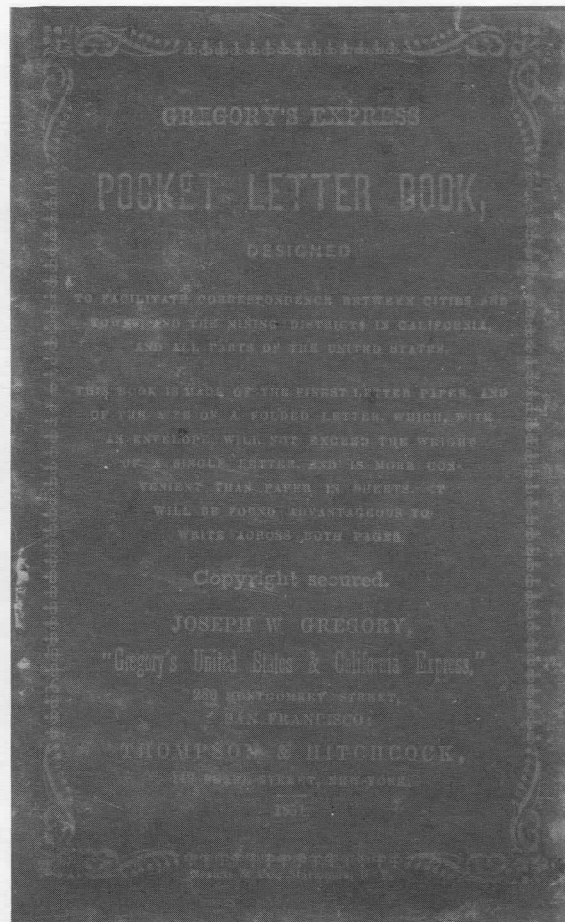 GREGORY'S EXPRESS
POCKET LETTER BOOK,
DESIGNED
TO FACILITATE CORRESPONDENCE BETWEEN CITIES AND
TOWNS, AND THE MINING DISTRICTS IN CALIFORNIA,
AND ALL PARTS OF THE UNITED STATES.
THIS BOOK IS MADE OF THE FINEST LETTER PAPER, AND
OF THE SIZE OF A FOLDED LETTER, WHICH, WITH
AN ENVELOPE, WILL NOT EXCEED THE WEIGHT
OF A SINGLE LETTER, AND IS MORE CON-
VENIENT THAN PAPER IN SHEETS. IT
WILL BE FOUND ADVANTAGEOUS TO
WRITE ACROSS BOTH PAGES.
Copyright secured.
JOSEPH W. GREGORY,
"Gregory's United States & California Express,"
MONTGOMERY STREET,
SAN FRANCISCO;
THOMPSON & HITCHCOCK,
STREET, NEW-YORK.